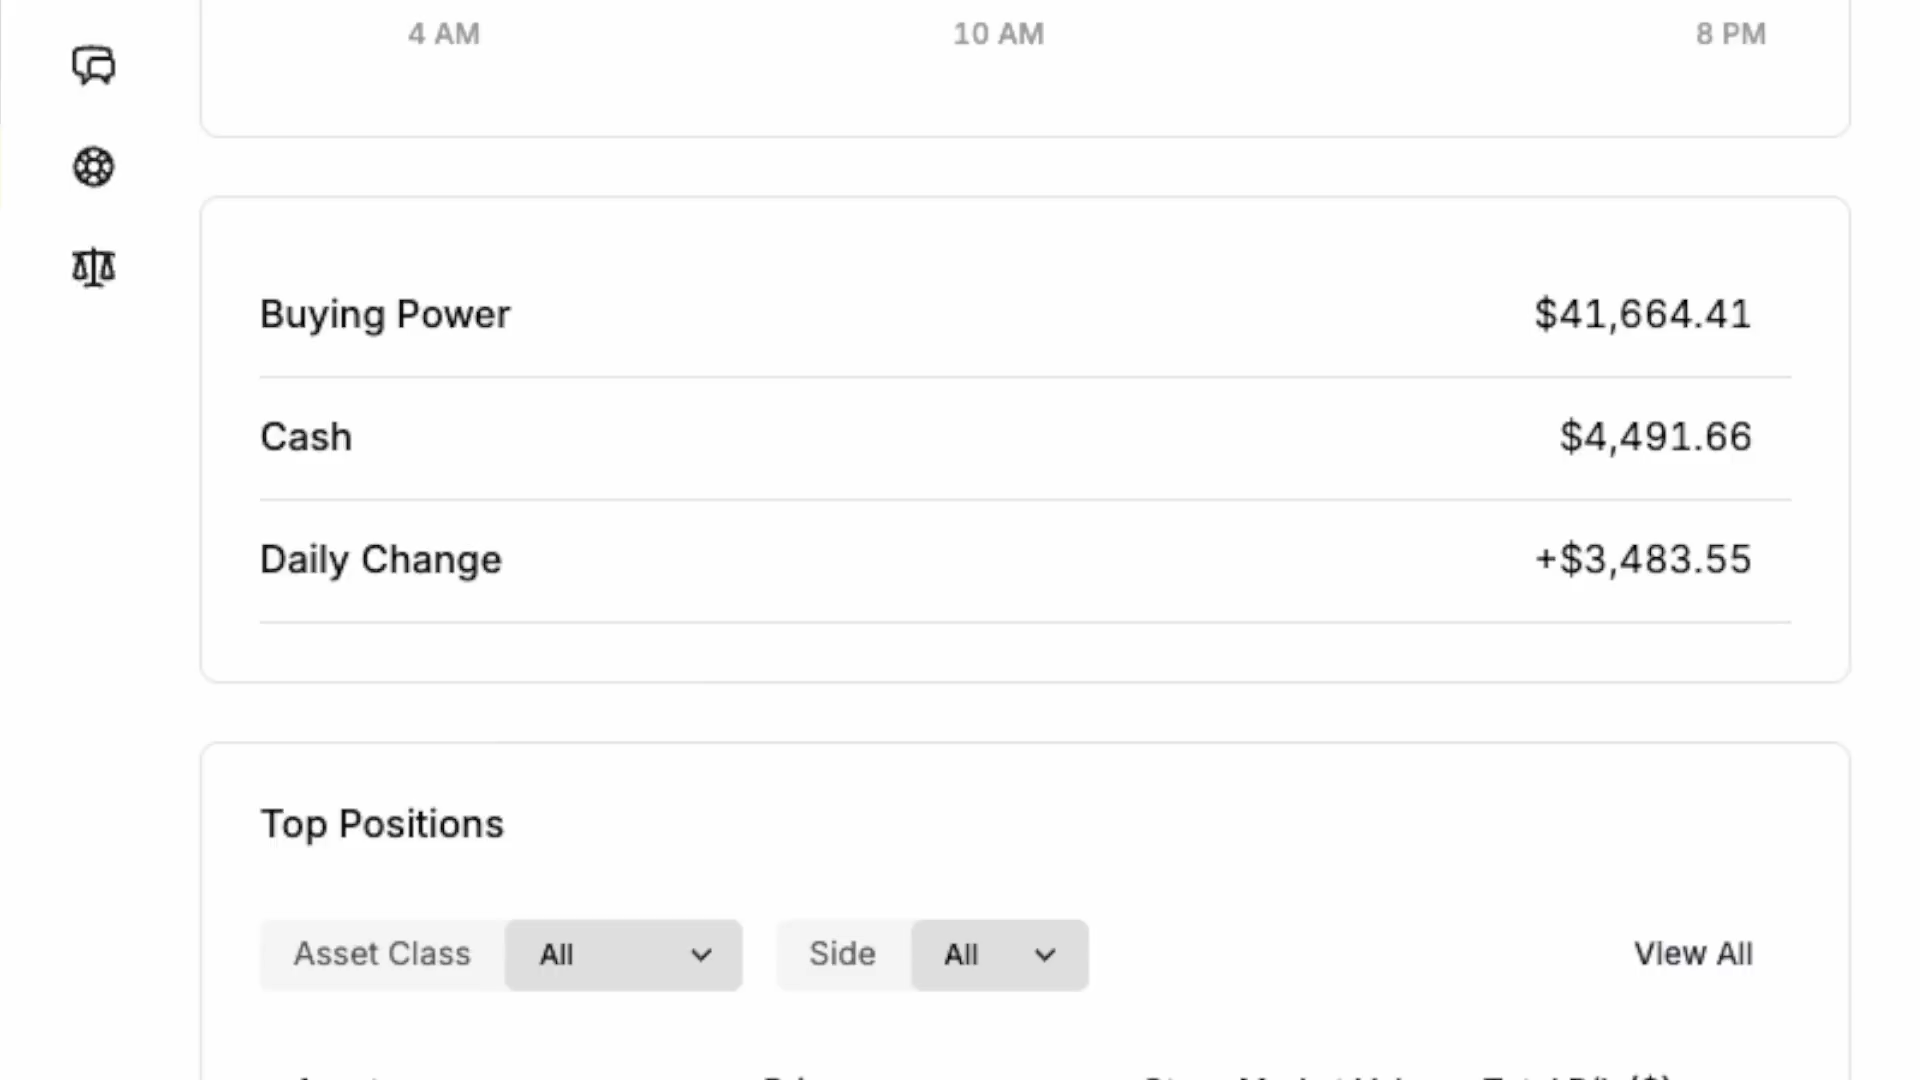 4 AM 10 AM 8 PM
Buying Power $41,664.41
Cash $4,491.66
Daily Change +$3,483.55
Top Positions
Asset Class All Side All View All